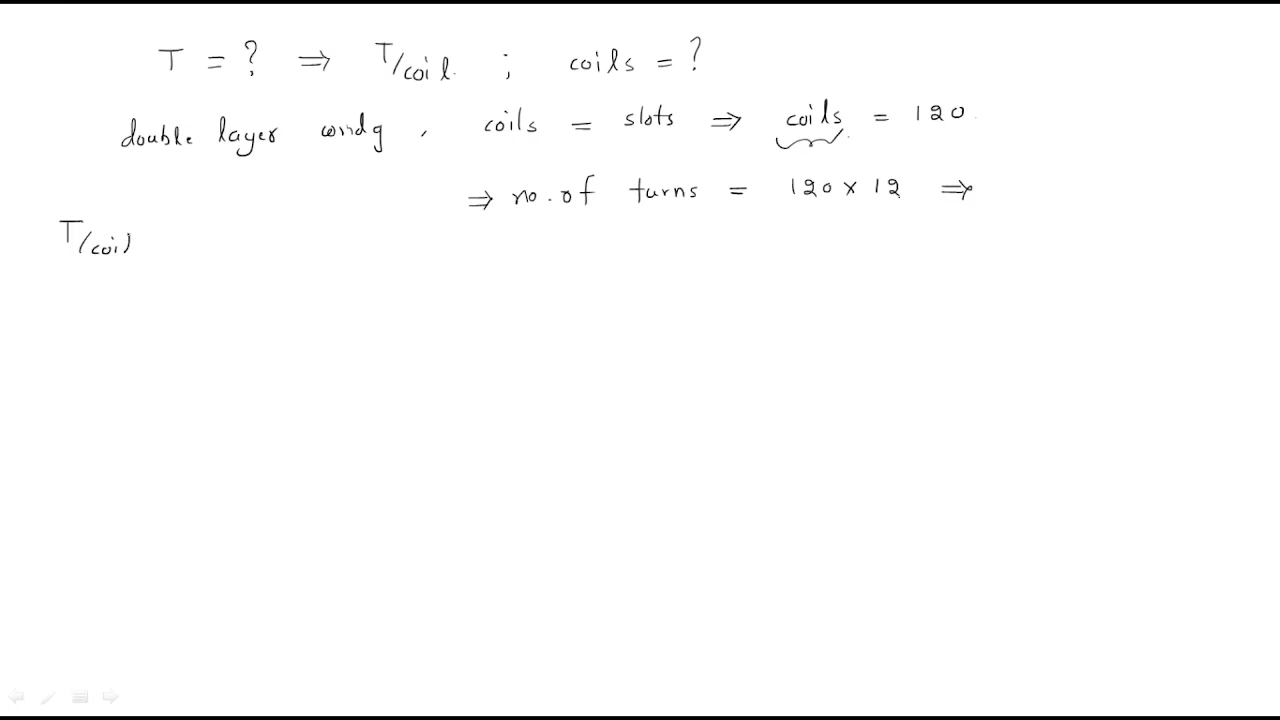 T = ? ⇒ T/coil ; coils = ?
double layer windg , coils = slots ⇒ coils = 120
⇒ no. of turns = 120 × 12 ⇒
T/coil